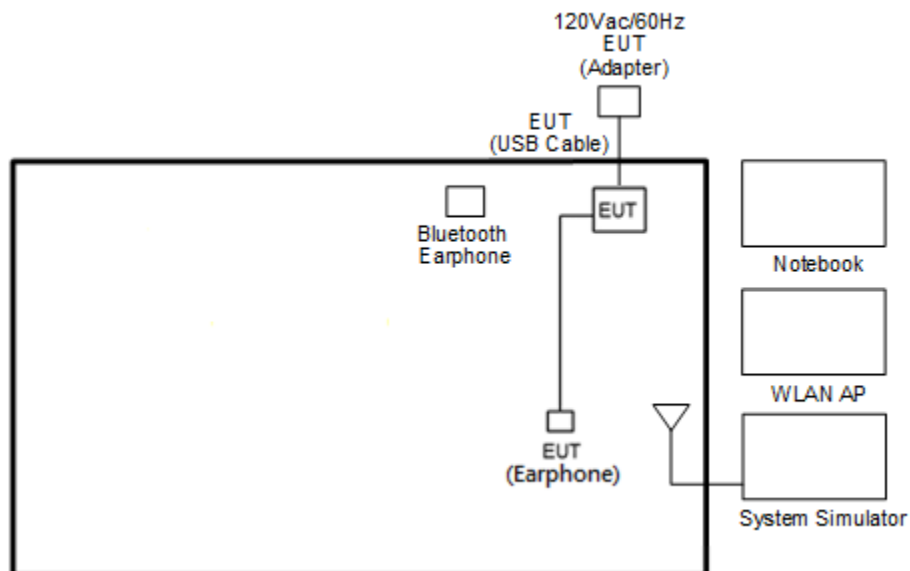 120Vac/60Hz
EUT
(Adapter)
EUT
(USB Cable)
EUT
Bluetooth
Earphone
Notebook
WLAN AP
EUT
(Earphone)
System Simulator